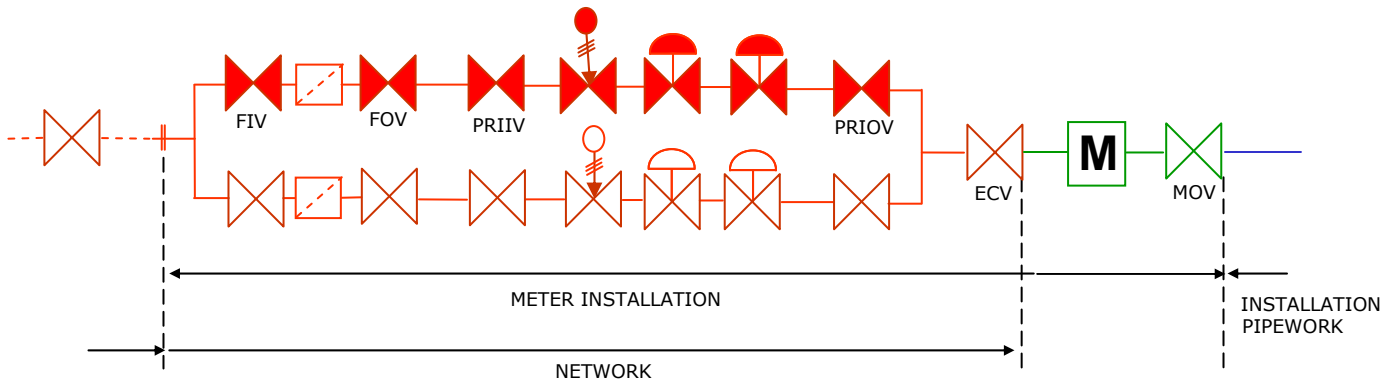 FIV
FOV
PRIIV
PRIOV
ECV
M
MOV
METER INSTALLATION
INSTALLATION
PIPEWORK
NETWORK